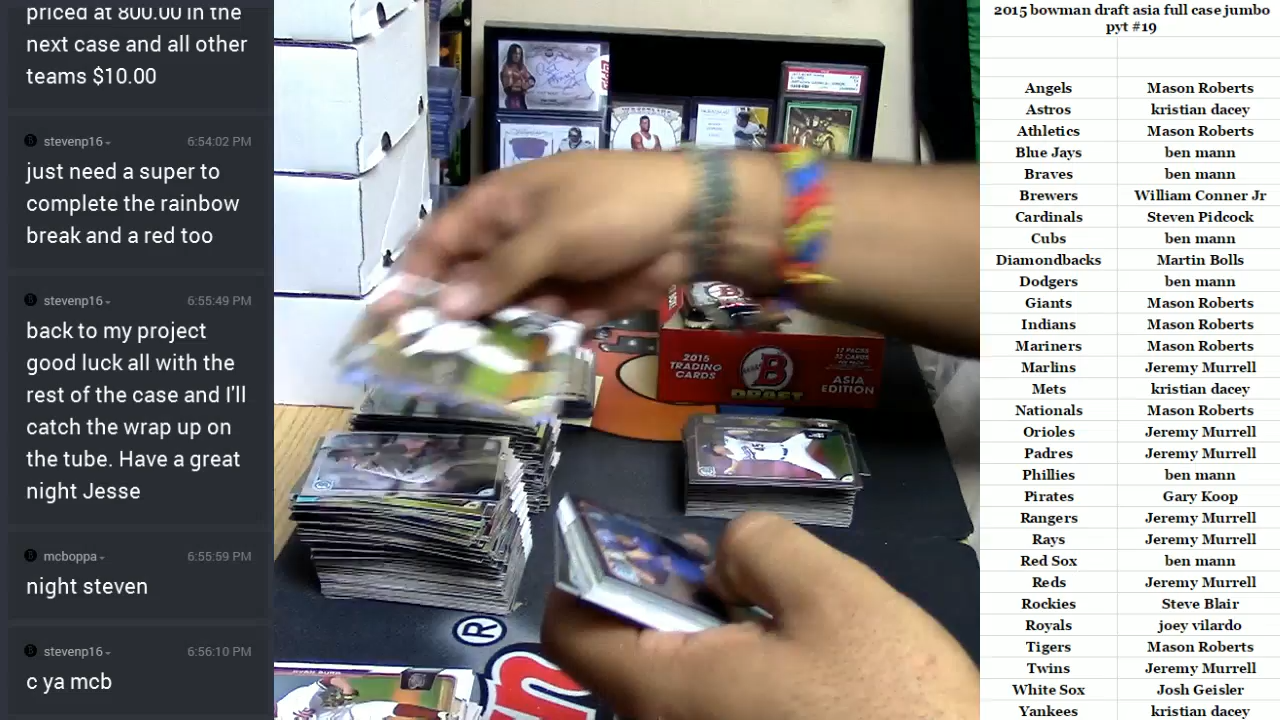 priced at 800.00 in the
next case and all other
teams $10.00
stevenp16
6:54:02 PM
just need a super to
complete the rainbow
break and a red too
stevenp16
6:55:49 PM
back to my project
good luck all with the
rest of the case and I'll
catch the wrap up on
the tube. Have a great
night Jesse
mcboppa
6:55:59 PM
night steven
stevenp16
6:56:10 PM
c ya mcb
2015
TRADING
CARDS
B
DRAFT
17 PACKS
ASIA
EDITION
®
2015 bowman draft asia full case jumbo
pyt #19
Angels Mason Roberts
Astros kristian dacey
Athletics Mason Roberts
Blue Jays ben mann
Braves ben mann
Brewers William Conner Jr
Cardinals Steven Pidcock
Cubs ben mann
Diamondbacks Martin Bolls
Dodgers ben mann
Giants Mason Roberts
Indians Mason Roberts
Mariners Mason Roberts
Marlins Jeremy Murrell
Mets kristian dacey
Nationals Mason Roberts
Orioles Jeremy Murrell
Padres Jeremy Murrell
Phillies ben mann
Pirates Gary Koop
Rangers Jeremy Murrell
Rays Jeremy Murrell
Red Sox ben mann
Reds Jeremy Murrell
Rockies Steve Blair
Royals joey vilardo
Tigers Mason Roberts
Twins Jeremy Murrell
White Sox Josh Geisler
Yankees kristian dacey